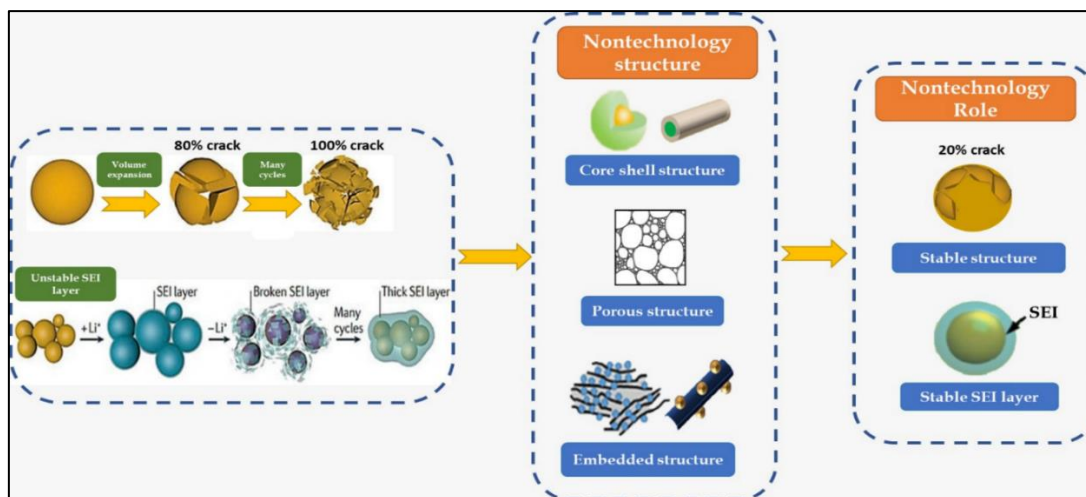 80% crack
100% crack
Volume
expansion
Many
cycles
Unstable SEI
layer
SEI layer
Broken SEI layer
Thick SEI layer
+Li⁺
−Li⁺
Many
cycles
Nontechnology
structure
Core shell structure
Porous structure
Embedded structure
Nontechnology
Role
20% crack
Stable structure
SEI
Stable SEI layer